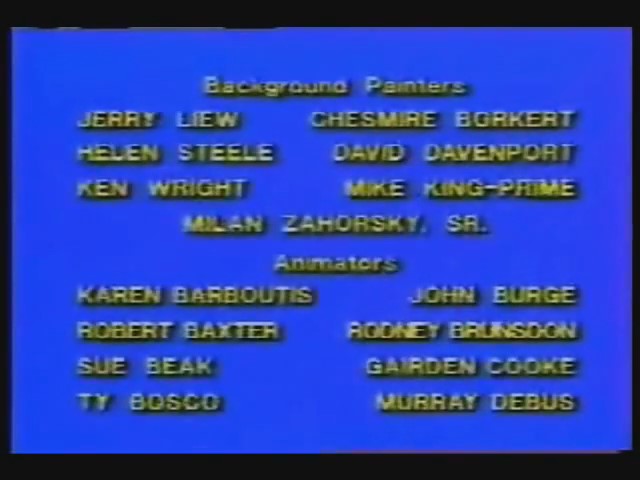 Background Painters
JERRY LIEW CHESMIRE BORKERT
HELEN STEELE DAVID DAVENPORT
KEN WRIGHT MIKE KING-PRIME
MILAN ZAHORSKY, SR.
Animators
KAREN BARBOUTIS JOHN BURGE
ROBERT BAXTER RODNEY BRUNSDON
SUE BEAK GAIRDEN COOKE
TY BOSCO MURRAY DEBUS